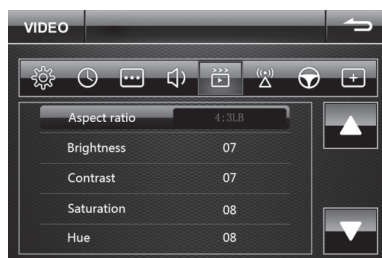 VIDEO
Aspect ratio 4:3LB
Brightness 07
Contrast 07
Saturation 08
Hue 08